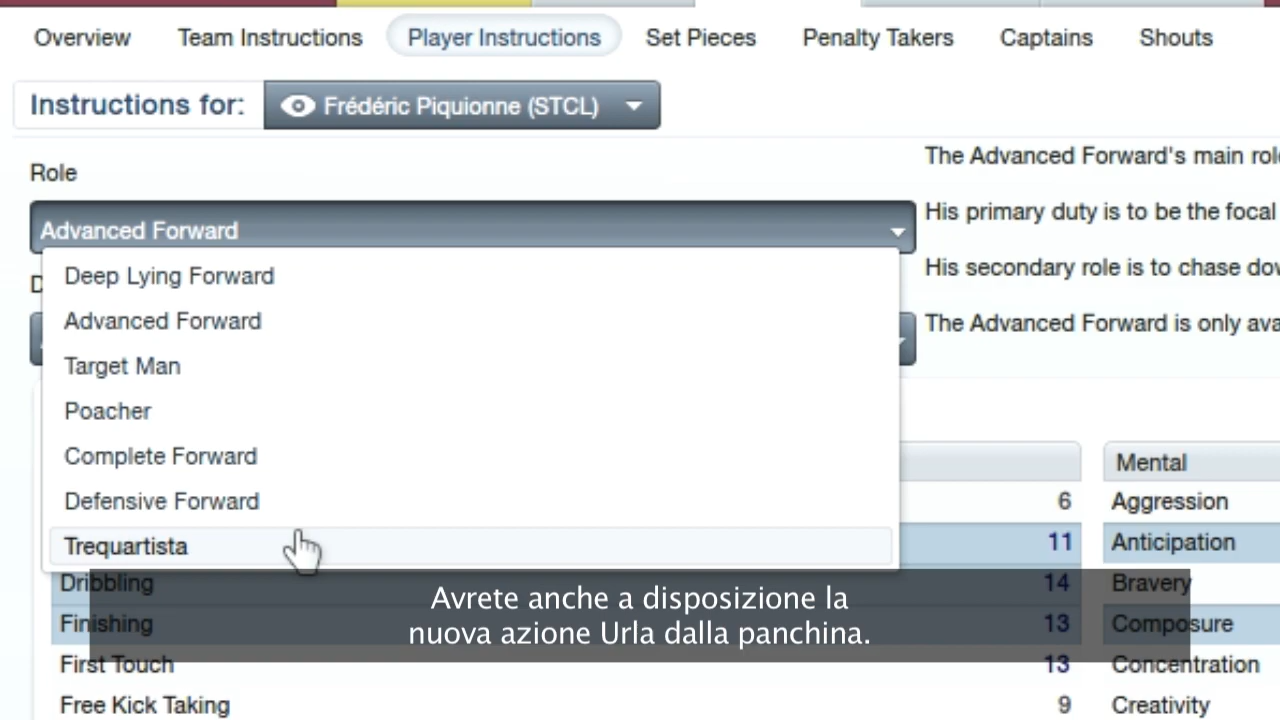 Overview Team Instructions Player Instructions Set Pieces Penalty Takers Captains Shouts
Instructions for: Frédéric Piquionne (STCL)
Role
Advanced Forward
Deep Lying Forward
Advanced Forward
Target Man
Poacher
Complete Forward
Defensive Forward
Trequartista
The Advanced Forward's main role
His primary duty is to be the focal
His secondary role is to chase dow
The Advanced Forward is only ava
Mental
6 Aggression
11 Anticipation
Dribbling 14 Bravery
Finishing 13 Composure
First Touch 13 Concentration
Free Kick Taking 9 Creativity
Avrete anche a disposizione la
nuova azione Urla dalla panchina.